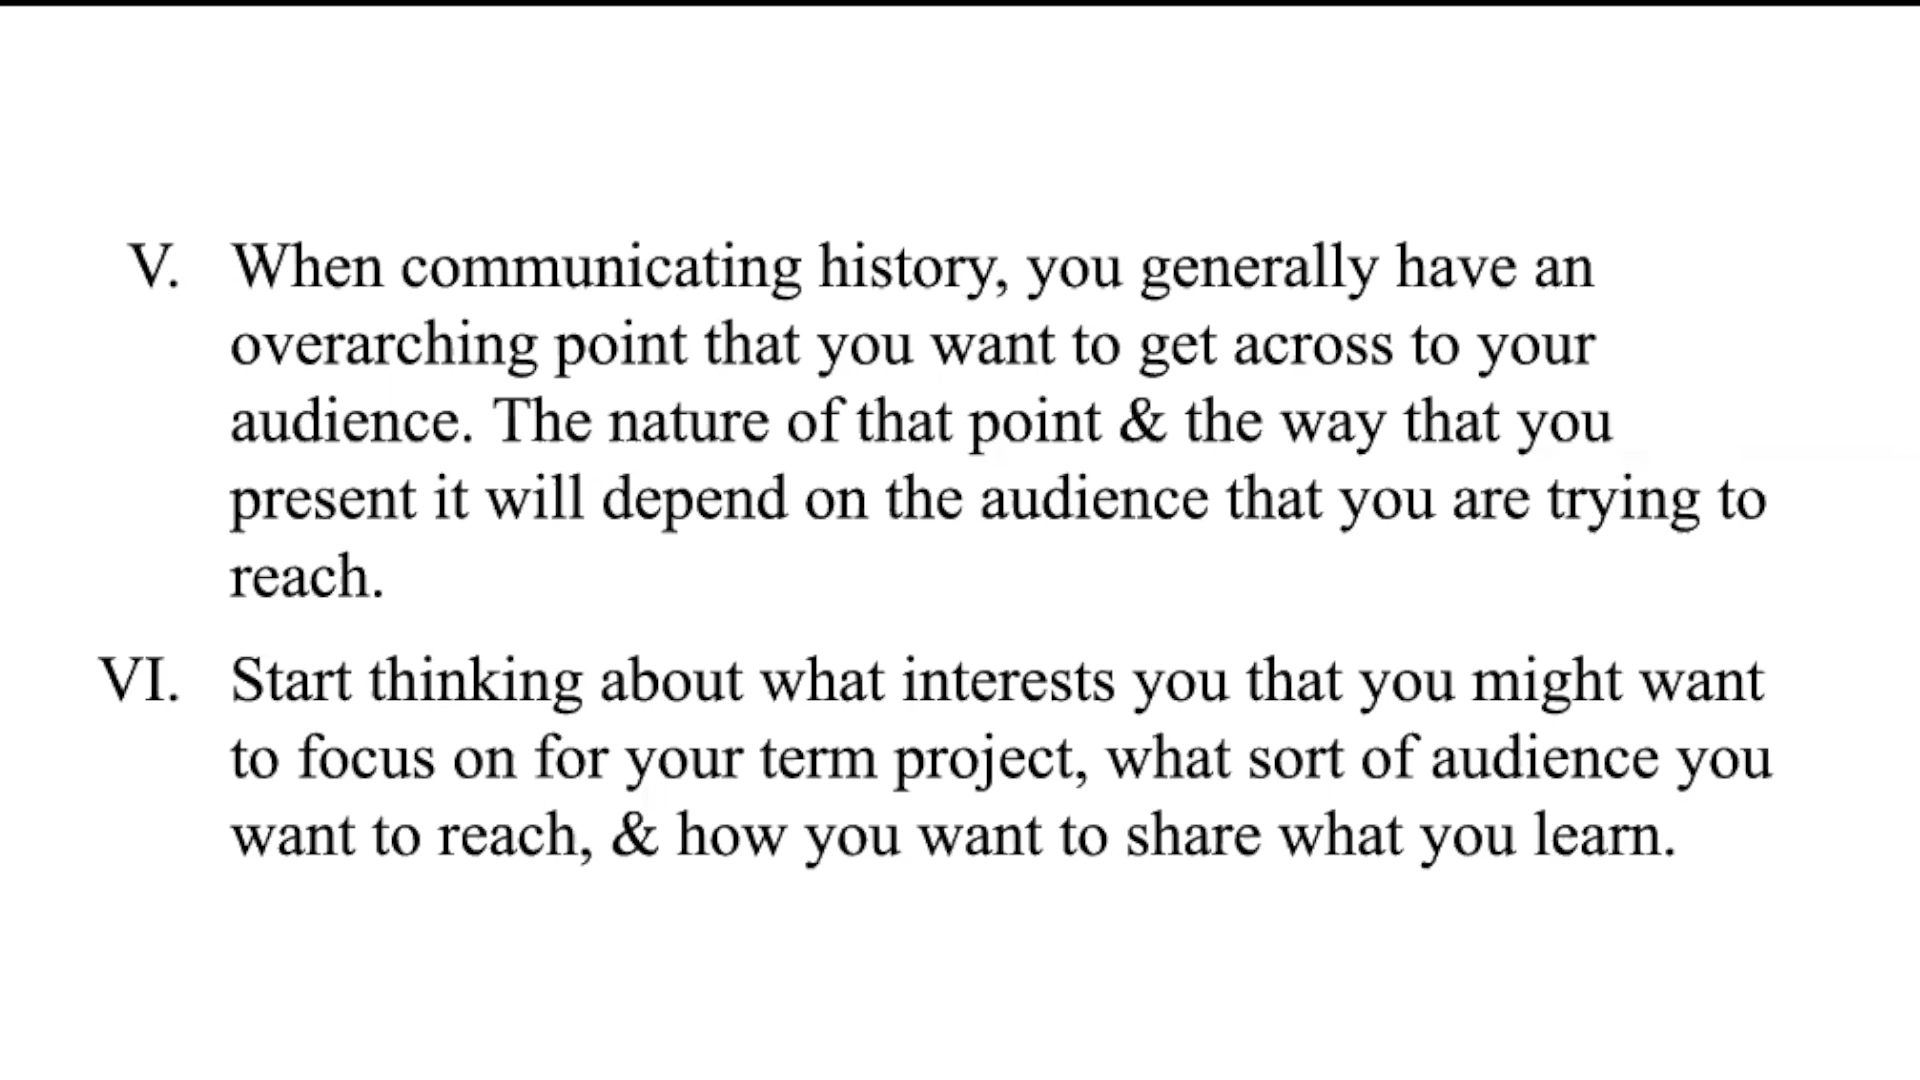 V. When communicating history, you generally have an
overarching point that you want to get across to your
audience. The nature of that point & the way that you
present it will depend on the audience that you are trying to
reach.
VI. Start thinking about what interests you that you might want
to focus on for your term project, what sort of audience you
want to reach, & how you want to share what you learn.